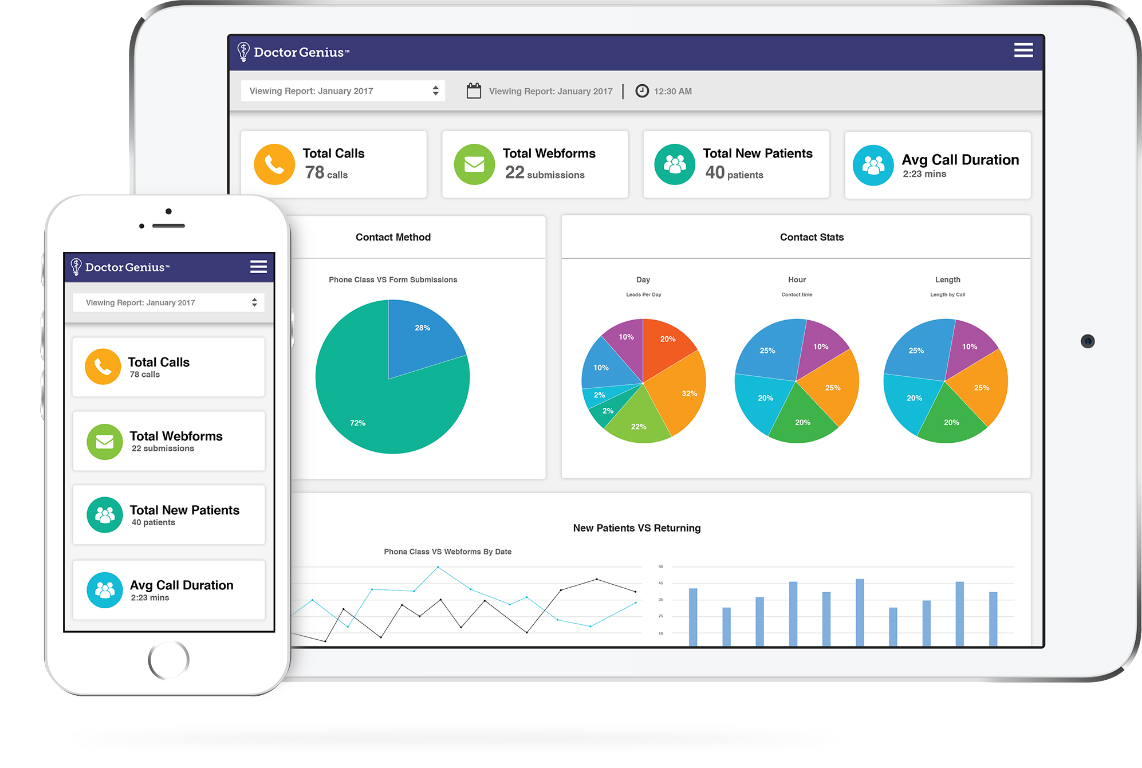 Doctor Genius™
Viewing Report: January 2017
Viewing Report: January 2017 | 12:30 AM
Total Calls
78 calls
Total Webforms
22 submissions
Total New Patients
40 patients
Avg Call Duration
2:23 mins
Contact Method
Phone Class VS Form Submissions
28%
72%
Contact Stats
Day
Leads Per Day
10%
20%
10%
32%
2%
2%
22%
Hour
Contact time
25%
10%
25%
20%
20%
Length
Length by Call
25%
10%
25%
20%
20%
New Patients VS Returning
Phona Class VS Webforms By Date
Doctor Genius™
Viewing Report: January 2017
Total Calls
78 calls
Total Webforms
22 submissions
Total New Patients
40 patients
Avg Call Duration
2:23 mins